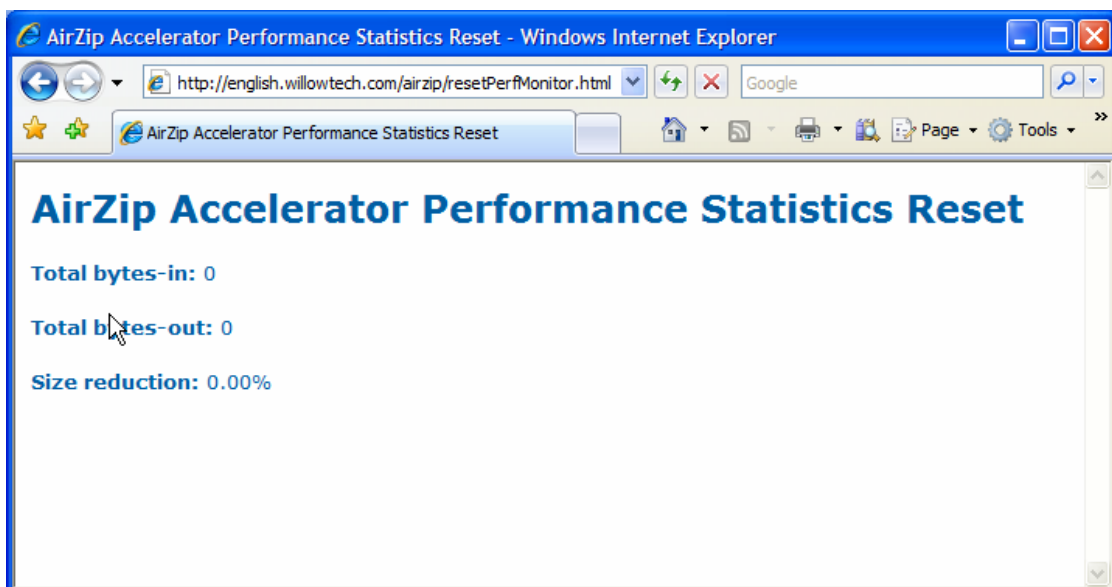 AirZip Accelerator Performance Statistics Reset - Windows Internet Explorer
http://english.willowtech.com/airzip/resetPerfMonitor.html
Google
AirZip Accelerator Performance Statistics Reset
Page
Tools
»
AirZip Accelerator Performance Statistics Reset
Total bytes-in: 0
Total bytes-out: 0
Size reduction: 0.00%